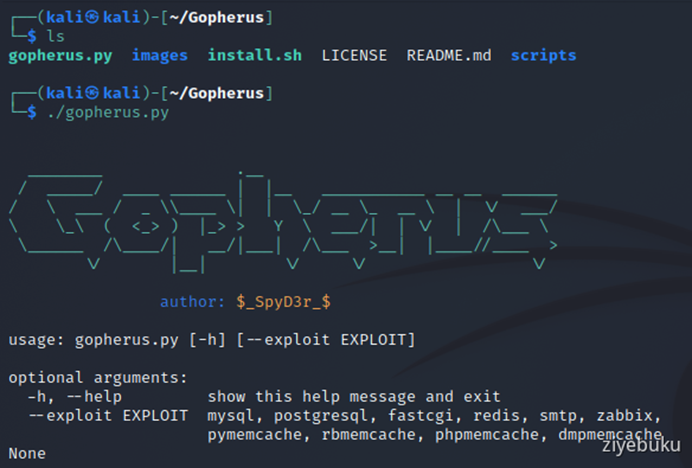 ┌──(kali㉿kali)-[~/Gopherus]
└─$ ls
gopherus.py images install.sh LICENSE README.md scripts
┌──(kali㉿kali)-[~/Gopherus]
└─$ ./gopherus.py
Gopherus
author: $_SpyD3r_$
usage: gopherus.py [-h] [--exploit EXPLOIT]
optional arguments:
-h, --help show this help message and exit
--exploit EXPLOIT mysql, postgresql, fastcgi, redis, smtp, zabbix,
pymemcache, rbmemcache, phpmemcache, dmpmemcache
None
ziyebuku